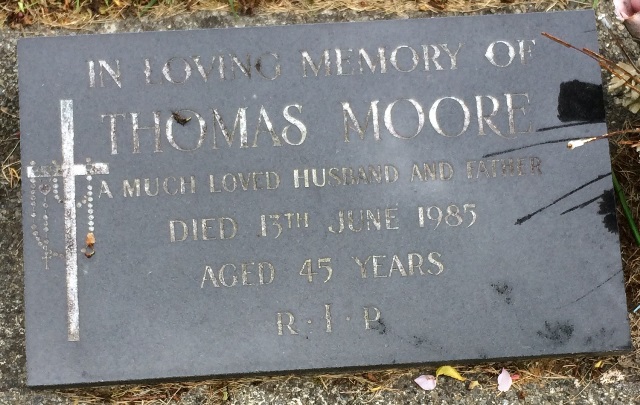 IN LOVING MEMORY OF
THOMAS MOORE
A MUCH LOVED HUSBAND AND FATHER
DIED 13TH JUNE 1985
AGED 45 YEARS
R·I·P